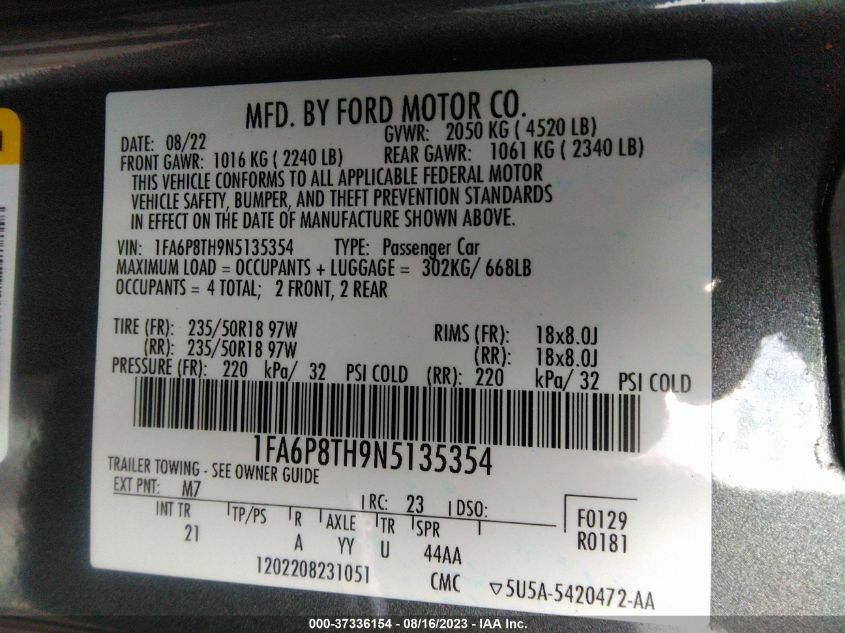 MFD. BY FORD MOTOR CO.
DATE: 08/22 GVWR: 2050 KG ( 4520 LB)
FRONT GAWR: 1016 KG ( 2240 LB) REAR GAWR: 1061 KG ( 2340 LB)
THIS VEHICLE CONFORMS TO ALL APPLICABLE FEDERAL MOTOR
VEHICLE SAFETY, BUMPER, AND THEFT PREVENTION STANDARDS
IN EFFECT ON THE DATE OF MANUFACTURE SHOWN ABOVE.
VIN: 1FA6P8TH9N5135354 TYPE: Passenger Car
MAXIMUM LOAD = OCCUPANTS + LUGGAGE = 302KG/ 668LB
OCCUPANTS = 4 TOTAL; 2 FRONT, 2 REAR
TIRE (FR): 235/50R18 97W RIMS (FR): 18x8.0J
(RR): 235/50R18 97W (RR): 18x8.0J
PRESSURE (FR): 220 kPa/ 32 PSI COLD (RR): 220 kPa/ 32 PSI COLD
1FA6P8TH9N5135354
TRAILER TOWING - SEE OWNER GUIDE
EXT PNT: M7 RC: 23 DSO:
INT TR TP/PS R AXLE TR SPR F0129
21 A YY U 44AA R0181
1202208231051 CMC ▽5U5A-5420472-AA
000-37336154 - 08/16/2023 - IAA Inc.